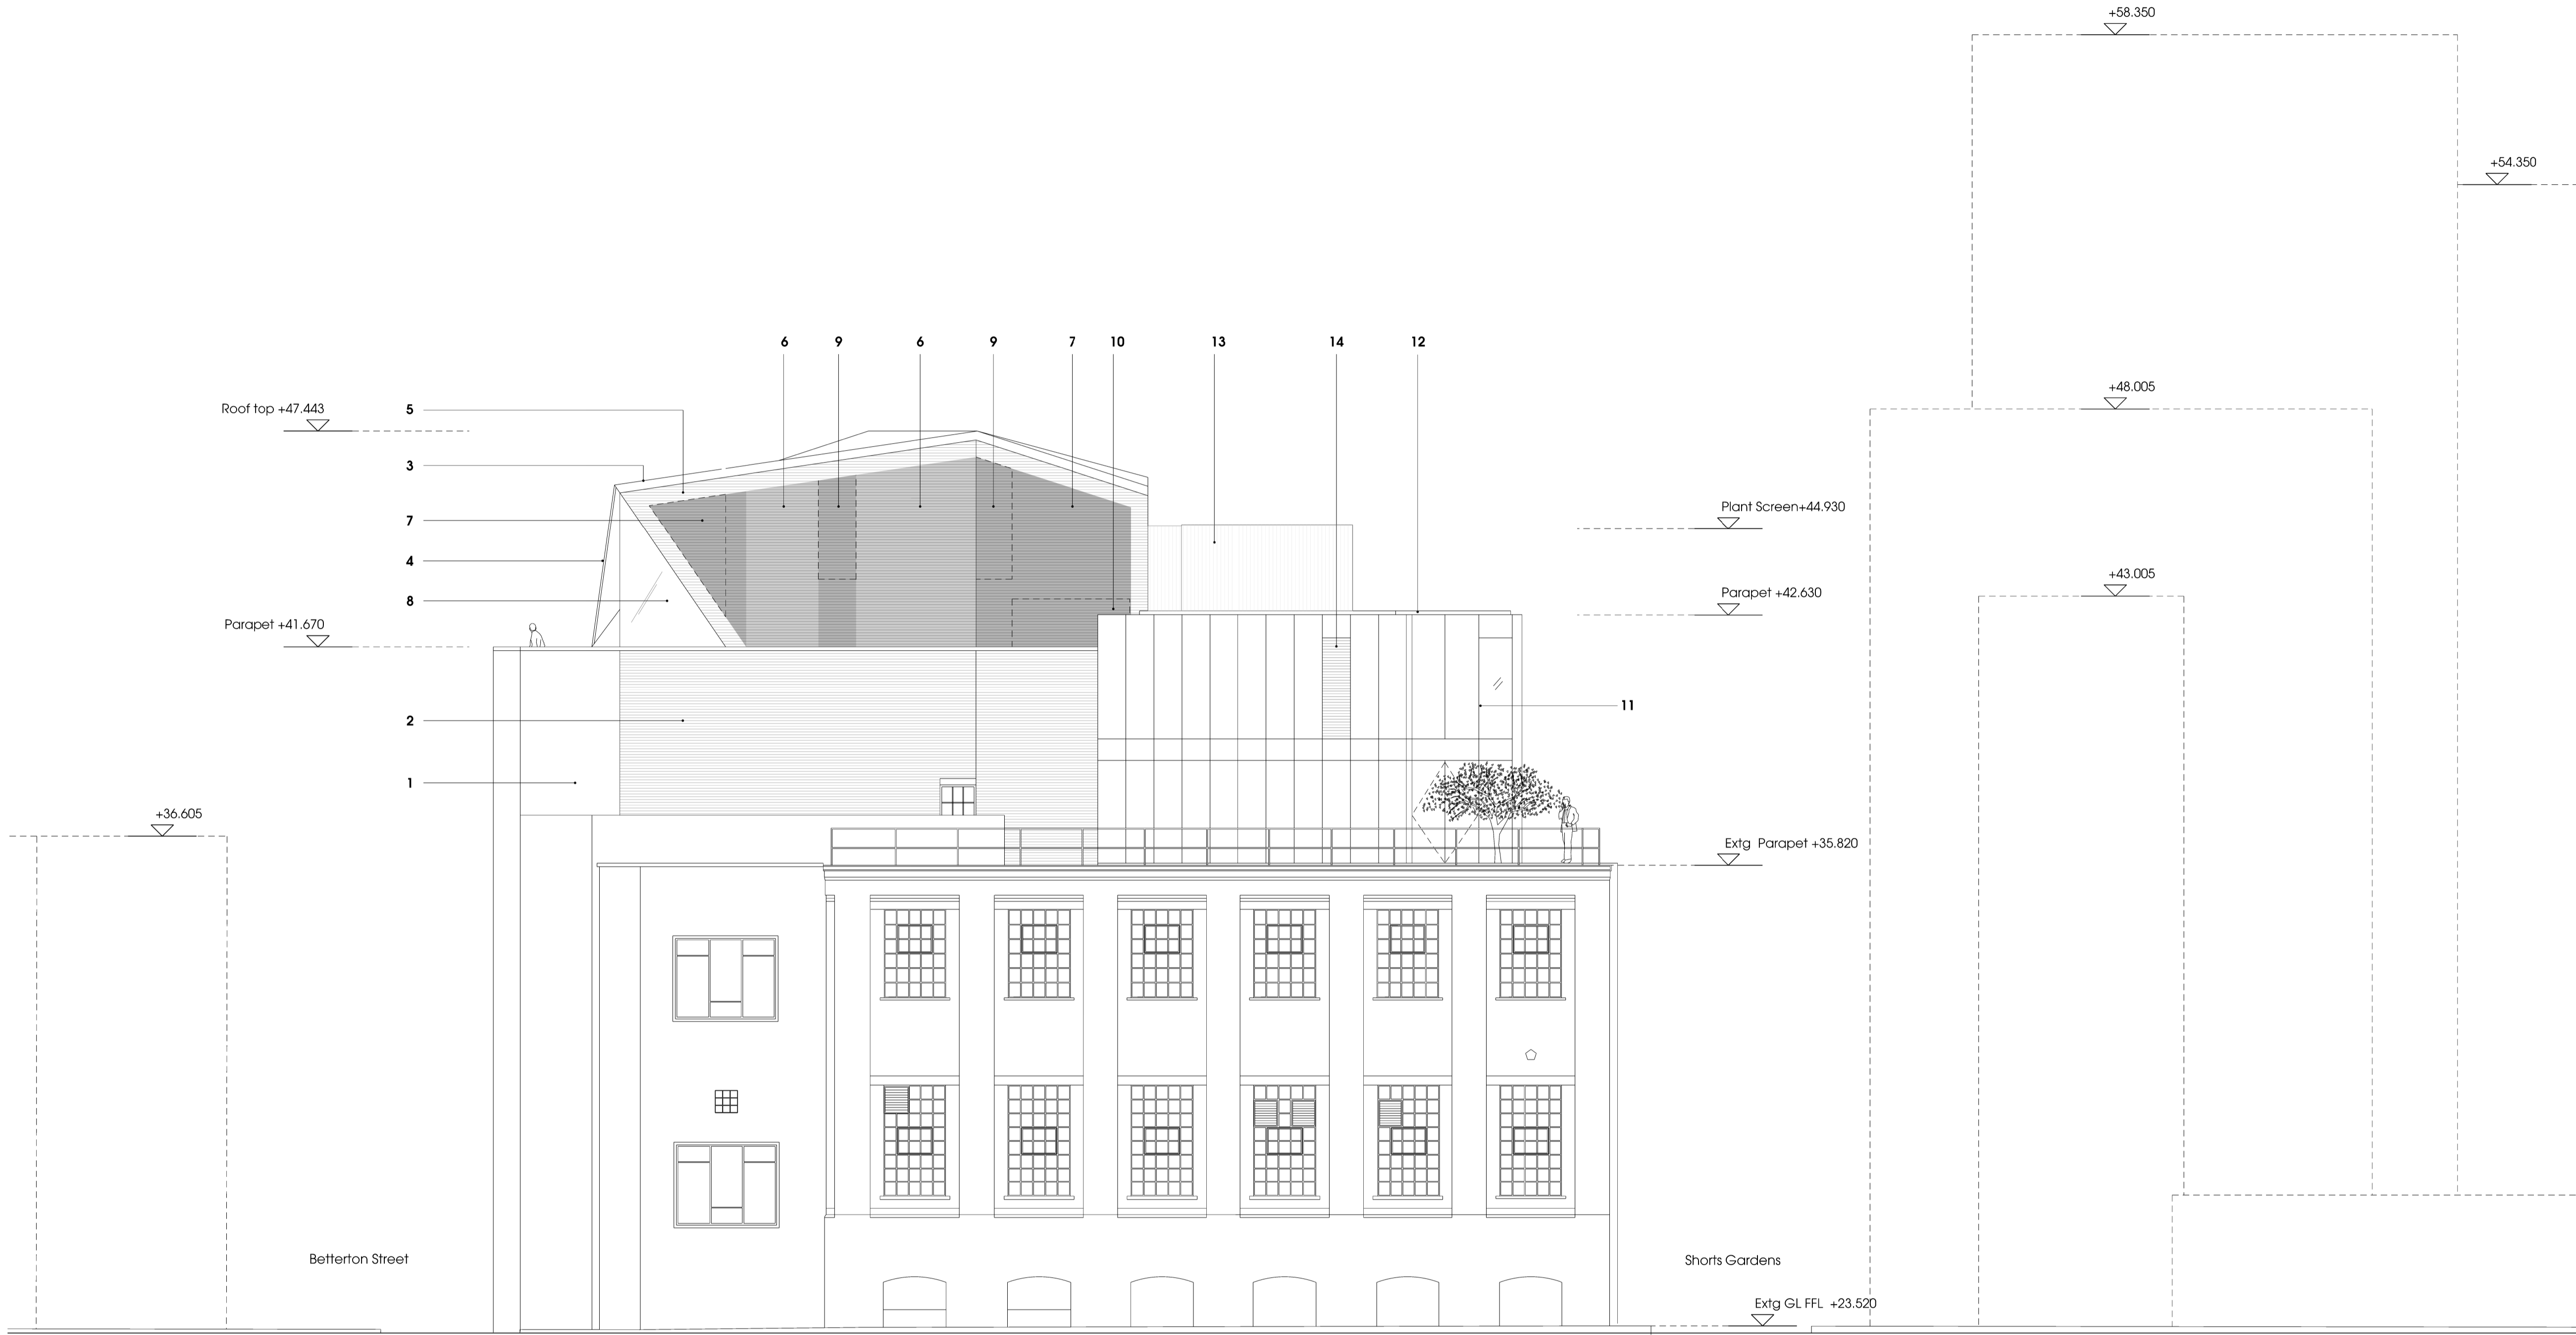 +58.350
+54.350
6 9 6 9 7 10 13 14 12
+48.005
Roof top +47.443
5
3
Plant Screen+44.930
7
4
+43.005
Parapet +42.630
8
Parapet +41.670
11
2
1
+36.605
Extg Parapet +35.820
Betterton Street
Shorts Gardens
Extg GL FFL +23.520